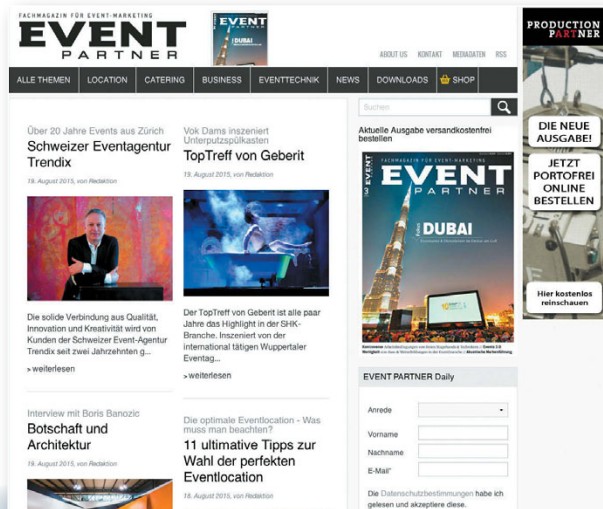 FACHMAGAZIN FÜR EVENT-MARKETING
EVENT
PARTNER
EVENT
PARTNER
DUBAI
ABOUT US KONTAKT MEDIADATEN RSS
ALLE THEMEN LOCATION CATERING BUSINESS EVENTTECHNIK NEWS DOWNLOADS SHOP
Über 20 Jahre Events aus Zürich
Schweizer Eventagentur
Trendix
19. August 2015, von Redaktion
Die solide Verbindung aus Qualität,
Innovation und Kreativität wird von
Kunden der Schweizer Event-Agentur
Trendix seit zwei Jahrzehnten g...
> weiterlesen
Interview mit Boris Banozic
Botschaft und
Architektur
19. August 2015, von Redaktion
Vok Dams inszeniert
Unterputzspülkasten
TopTreff von Geberit
19. August 2015, von Redaktion
Der TopTreff von Geberit ist alle paar
Jahre das Highlight in der SHK-
Branche. Inszeniert von der
international tätigen Wuppertaler
Eventag...
> weiterlesen
Die optimale Eventlocation - Was
muss man beachten?
11 ultimative Tipps zur
Wahl der perfekten
Eventlocation
18. August 2015, von Redaktion
Buchen
Aktuelle Ausgabe versandkostenfrei
bestellen
FACHMAGAZIN FÜR EVENT-MARKETING
EVENT
PARTNER
EVENT
PARTNER
3
DUBAI
EVENT PARTNER Daily
Anrede
Vorname
Nachname
E-Mail*
Die Datenschutzbestimmungen habe ich
gelesen und akzeptiere diese.
PRODUCTION
PARTNER
DIE NEUE
AUSGABE!
JETZT
PORTOFREI
ONLINE
BESTELLEN
Hier kostenlos
reinschauen